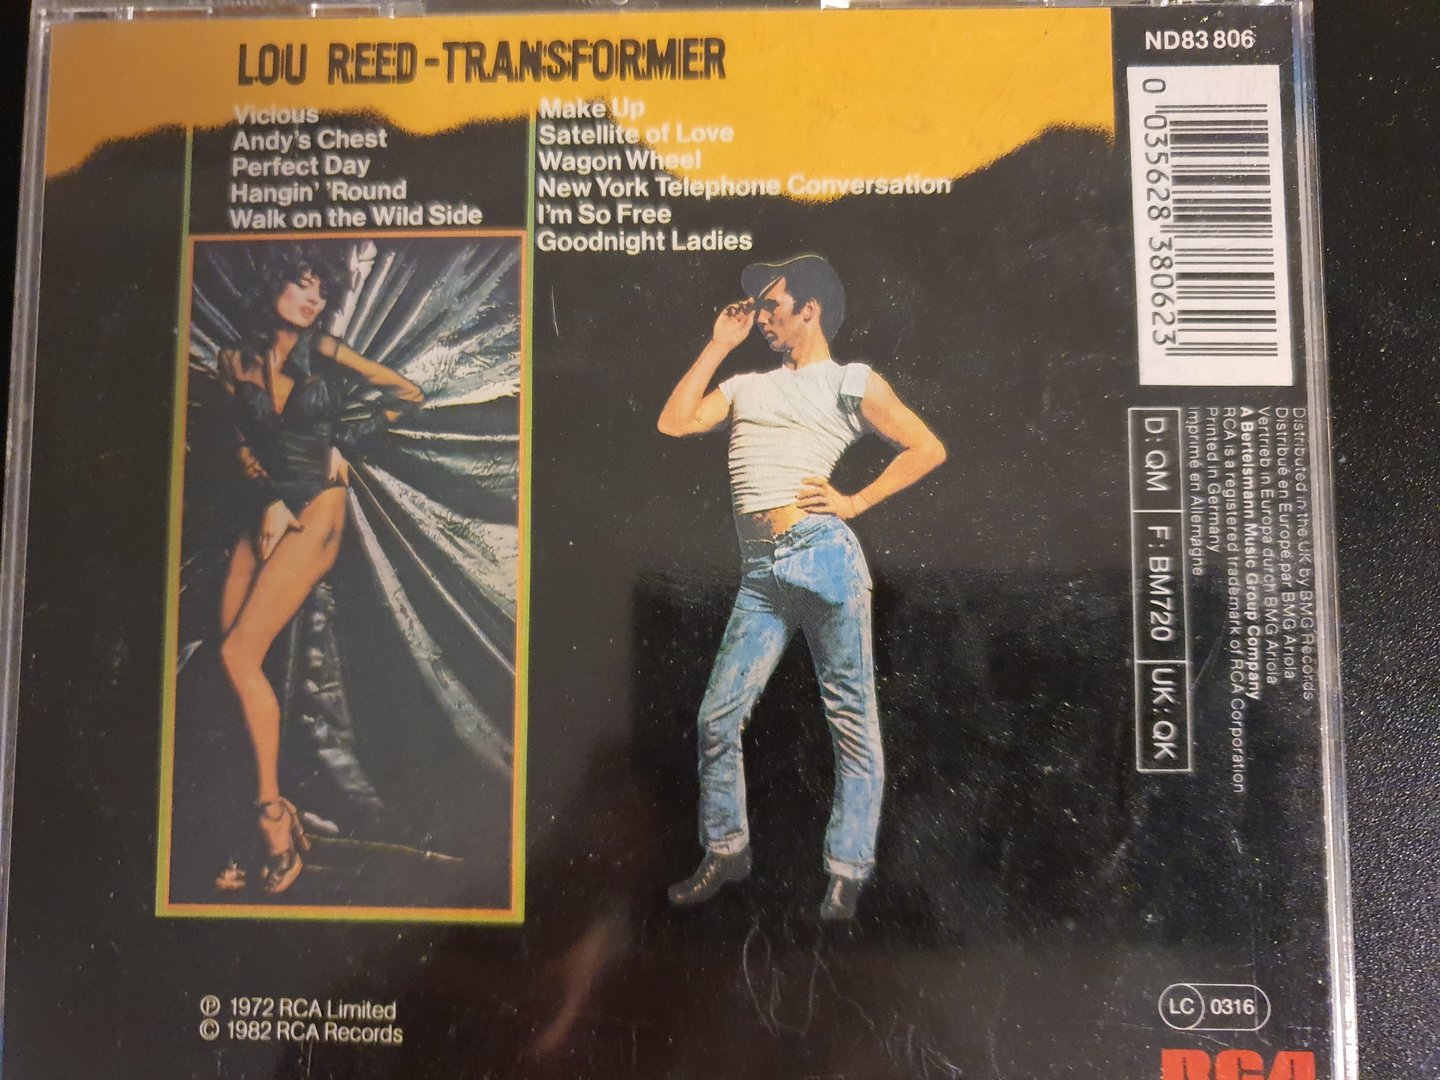 LOU REED-TRANSFORMER
Vicious
Andy's Chest
Perfect Day
Hangin' 'Round
Walk on the Wild Side
Make Up
Satellite of Love
Wagon Wheel
New York Telephone Conversation
I'm So Free
Goodnight Ladies
ND83806
0 035628 380623
Distributed in the UK by BMG Records
Distribué en Europe par BMG Ariola
Vertrieb in Europa durch BMG Ariola
A Bertelsmann Music Group Company
RCA is a registered trademark of RCA Corporation
Printed in Germany
Imprimé en Allemagne
D: QM F: BM720 UK: QK
℗ 1972 RCA Limited
© 1982 RCA Records
LC 0316
RCA